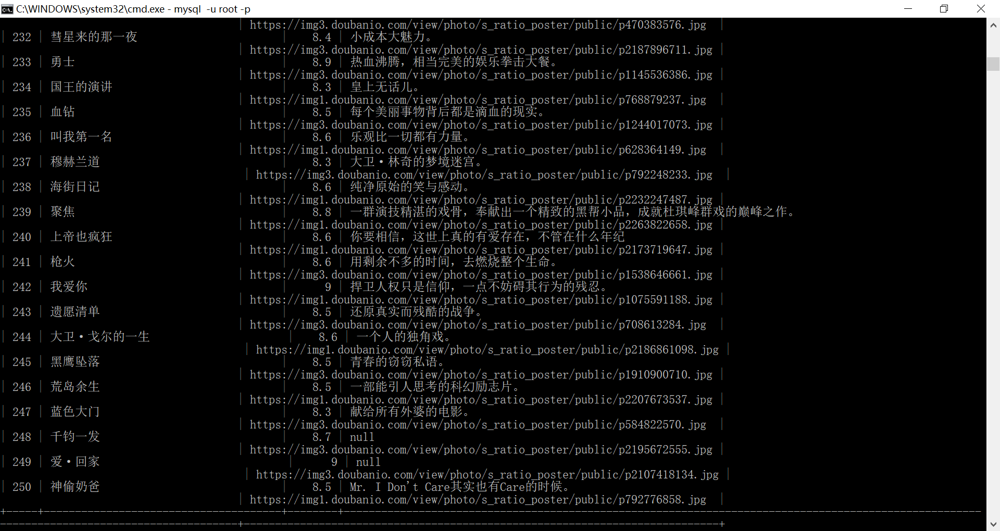 C:\WINDOWS\system32\cmd.exe - mysql  -u root -p
| https://img3.doubanio.com/view/photo/s_ratio_poster/public/p470383576.jpg |
| 232 | 彗星来的那一夜 | 8.4 | 小成本大魅力。
| https://img3.doubanio.com/view/photo/s_ratio_poster/public/p2187896711.jpg |
| 233 | 勇士 | 8.9 | 热血沸腾，相当完美的娱乐拳击大餐。
| https://img3.doubanio.com/view/photo/s_ratio_poster/public/p1145536386.jpg |
| 234 | 国王的演讲 | 8.3 | 皇上无话儿。
| https://img1.doubanio.com/view/photo/s_ratio_poster/public/p768879237.jpg |
| 235 | 血钻 | 8.5 | 每个美丽事物背后都是滴血的现实。
| https://img3.doubanio.com/view/photo/s_ratio_poster/public/p1244017073.jpg |
| 236 | 叫我第一名 | 8.6 | 乐观比一切都有力量。
| https://img1.doubanio.com/view/photo/s_ratio_poster/public/p628364149.jpg |
| 237 | 穆赫兰道 | 8.3 | 大卫·林奇的梦境迷宫。
| https://img3.doubanio.com/view/photo/s_ratio_poster/public/p792248233.jpg |
| 238 | 海街日记 | 8.6 | 纯净原始的笑与感动。
| https://img1.doubanio.com/view/photo/s_ratio_poster/public/p2232247487.jpg |
| 239 | 聚焦 | 8.8 | 一群演技精湛的戏骨，奉献出一个精致的黑帮小品，成就杜琪峰群戏的巅峰之作。
| https://img1.doubanio.com/view/photo/s_ratio_poster/public/p2263822658.jpg |
| 240 | 上帝也疯狂 | 8.6 | 你要相信，这世上真的有爱存在，不管在什么年纪
| https://img1.doubanio.com/view/photo/s_ratio_poster/public/p2173719647.jpg |
| 241 | 枪火 | 8.6 | 用剩余不多的时间，去燃烧整个生命。
| https://img3.doubanio.com/view/photo/s_ratio_poster/public/p1538646661.jpg |
| 242 | 我爱你 | 9 | 捍卫人权只是信仰，一点不妨碍其行为的残忍。
| https://img1.doubanio.com/view/photo/s_ratio_poster/public/p1075591188.jpg |
| 243 | 遗愿清单 | 8.5 | 还原真实而残酷的战争。
| https://img3.doubanio.com/view/photo/s_ratio_poster/public/p708613284.jpg |
| 244 | 大卫·戈尔的一生 | 8.6 | 一个人的独角戏。
| https://img1.doubanio.com/view/photo/s_ratio_poster/public/p2186861098.jpg |
| 245 | 黑鹰坠落 | 8.5 | 青春的窃窃私语。
| https://img3.doubanio.com/view/photo/s_ratio_poster/public/p1910900710.jpg |
| 246 | 荒岛余生 | 8.5 | 一部能引人思考的科幻励志片。
| https://img1.doubanio.com/view/photo/s_ratio_poster/public/p2207673537.jpg |
| 247 | 蓝色大门 | 8.3 | 献给所有外婆的电影。
| https://img3.doubanio.com/view/photo/s_ratio_poster/public/p584822570.jpg |
| 248 | 千钧一发 | 8.7 | null
| https://img3.doubanio.com/view/photo/s_ratio_poster/public/p2195672555.jpg |
| 249 | 爱·回家 | 9 | null
| https://img3.doubanio.com/view/photo/s_ratio_poster/public/p2107418134.jpg |
| 250 | 神偷奶爸 | 8.5 | Mr. I Don't Care其实也有Care的时候。
| https://img1.doubanio.com/view/photo/s_ratio_poster/public/p792776858.jpg |